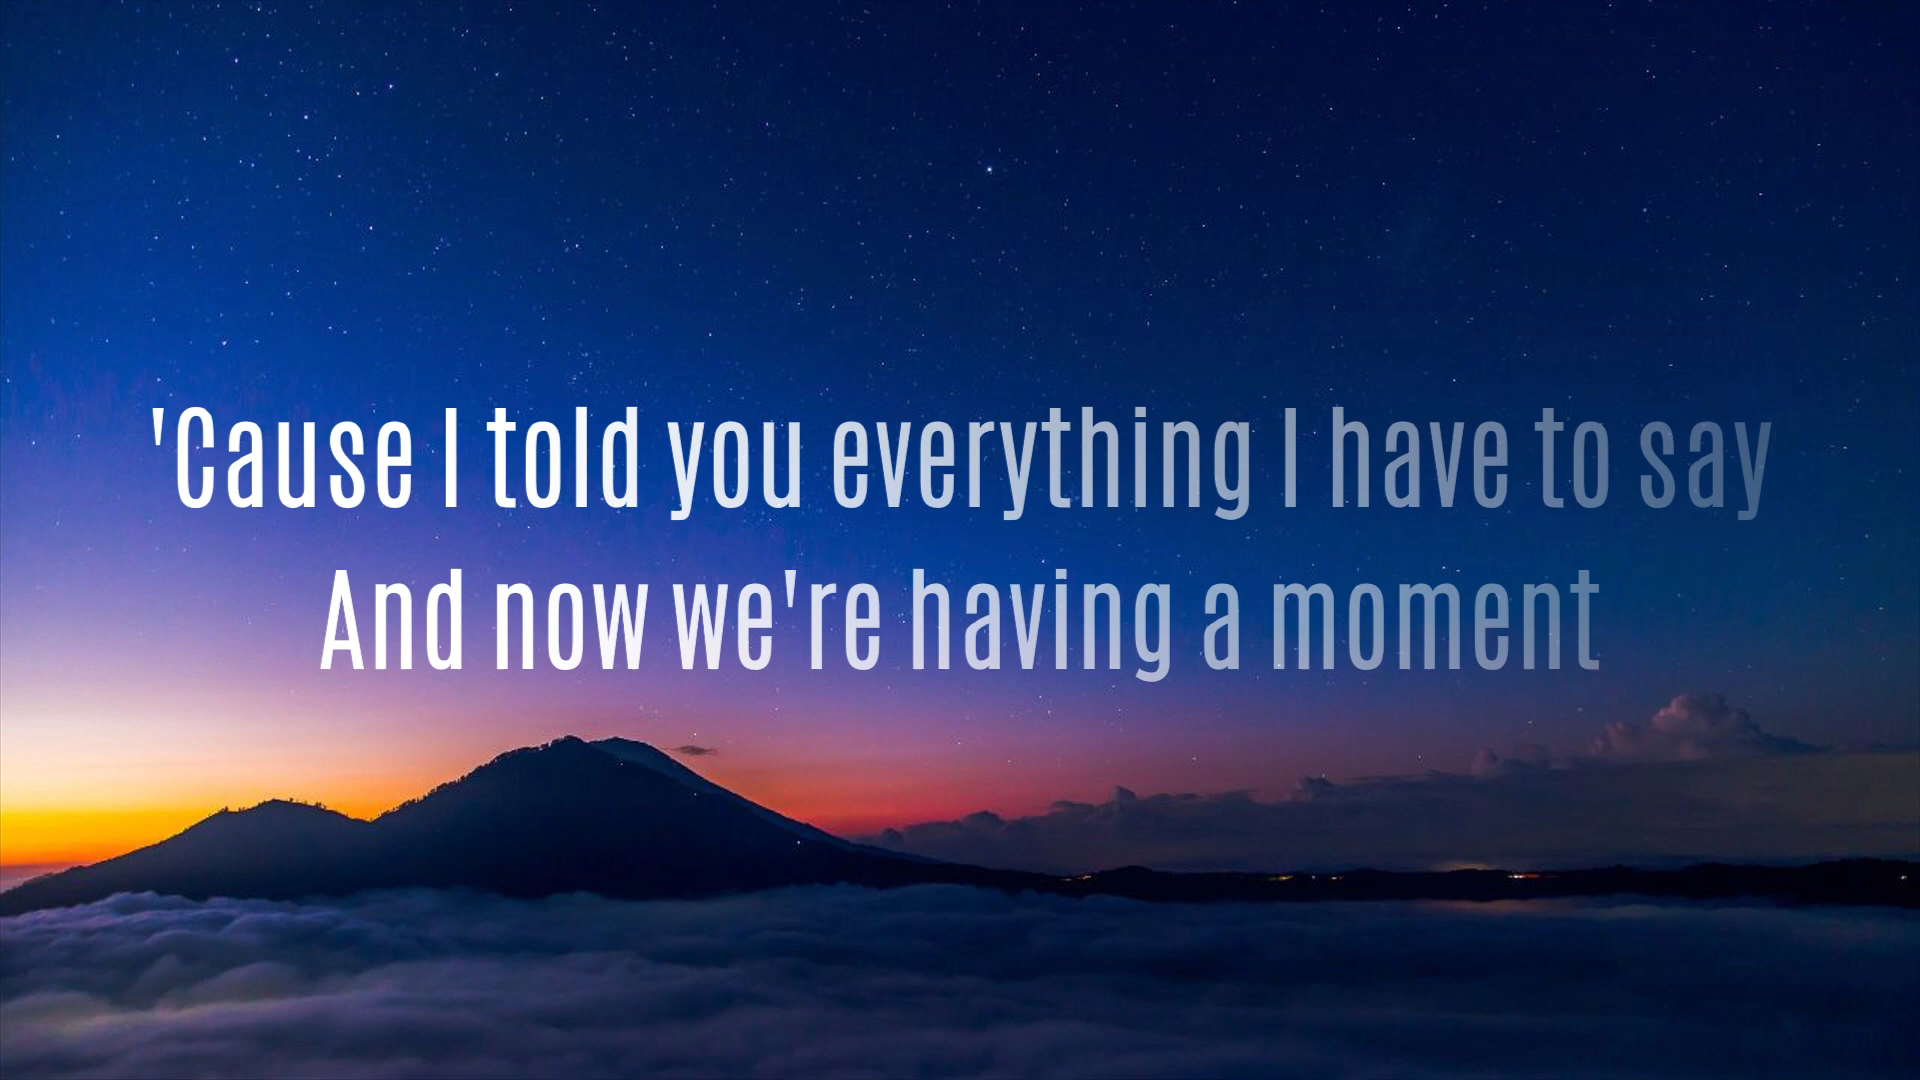 'Cause I told you everything I have to say
And now we're having a moment